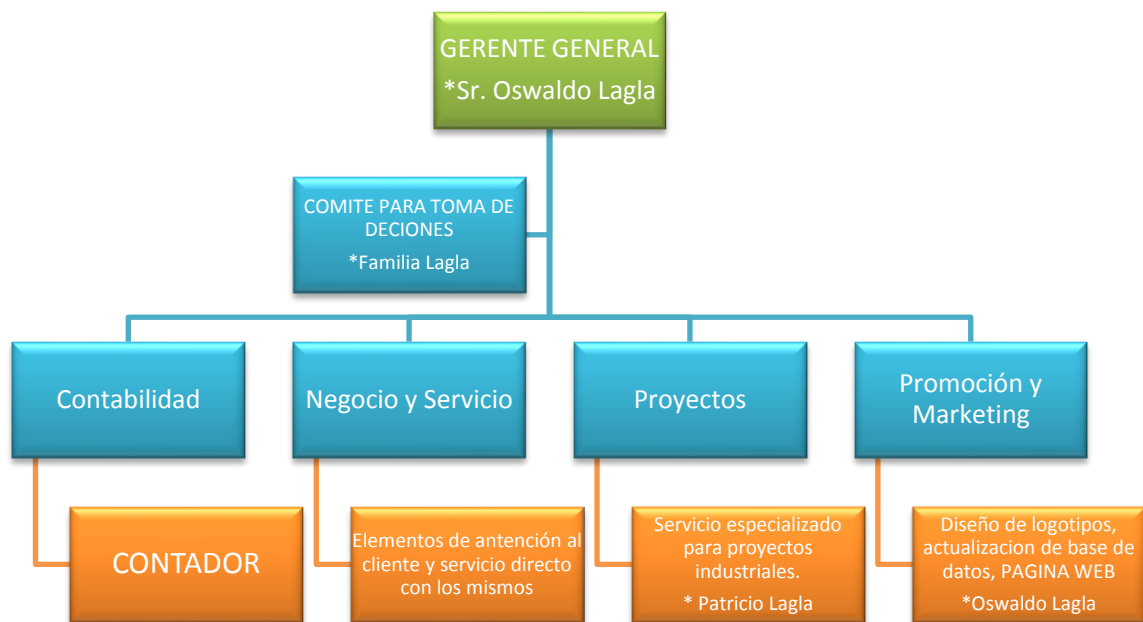 GERENTE GENERAL
*Sr. Oswaldo Lagla
COMITE PARA TOMA DE
DECIONES
*Familia Lagla
Contabilidad
Negocio y Servicio
Proyectos
Promoción y
Marketing
CONTADOR
Elementos de antención al
cliente y servicio directo
con los mismos
Servicio especializado
para proyectos
industriales.
* Patricio Lagla
Diseño de logotipos,
actualizacion de base de
datos, PAGINA WEB
*Oswaldo Lagla